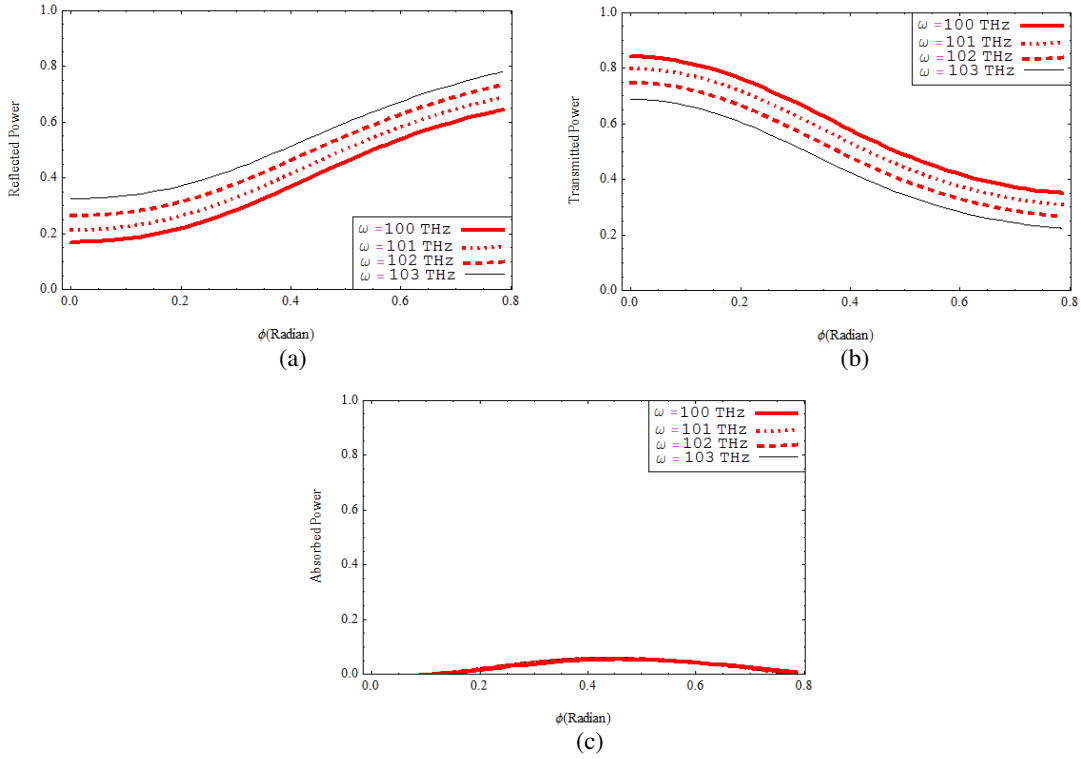 1.0
0.8
0.6
0.4
0.2
0.0
Reflected Power
ω = 100 THz
ω = 101 THz
ω = 102 THz
ω = 103 THz
0.0 0.2 0.4 0.6 0.8
ϕ(Radian)
(a)
1.0
0.8
0.6
0.4
0.2
0.0
Transmitted Power
ω = 100 THz
ω = 101 THz
ω = 102 THz
ω = 103 THz
0.0 0.2 0.4 0.6 0.8
ϕ(Radian)
(b)
1.0
0.8
0.6
0.4
0.2
0.0
Absorbed Power
ω = 100 THz
ω = 101 THz
ω = 102 THz
ω = 103 THz
0.0 0.2 0.4 0.6 0.8
ϕ(Radian)
(c)